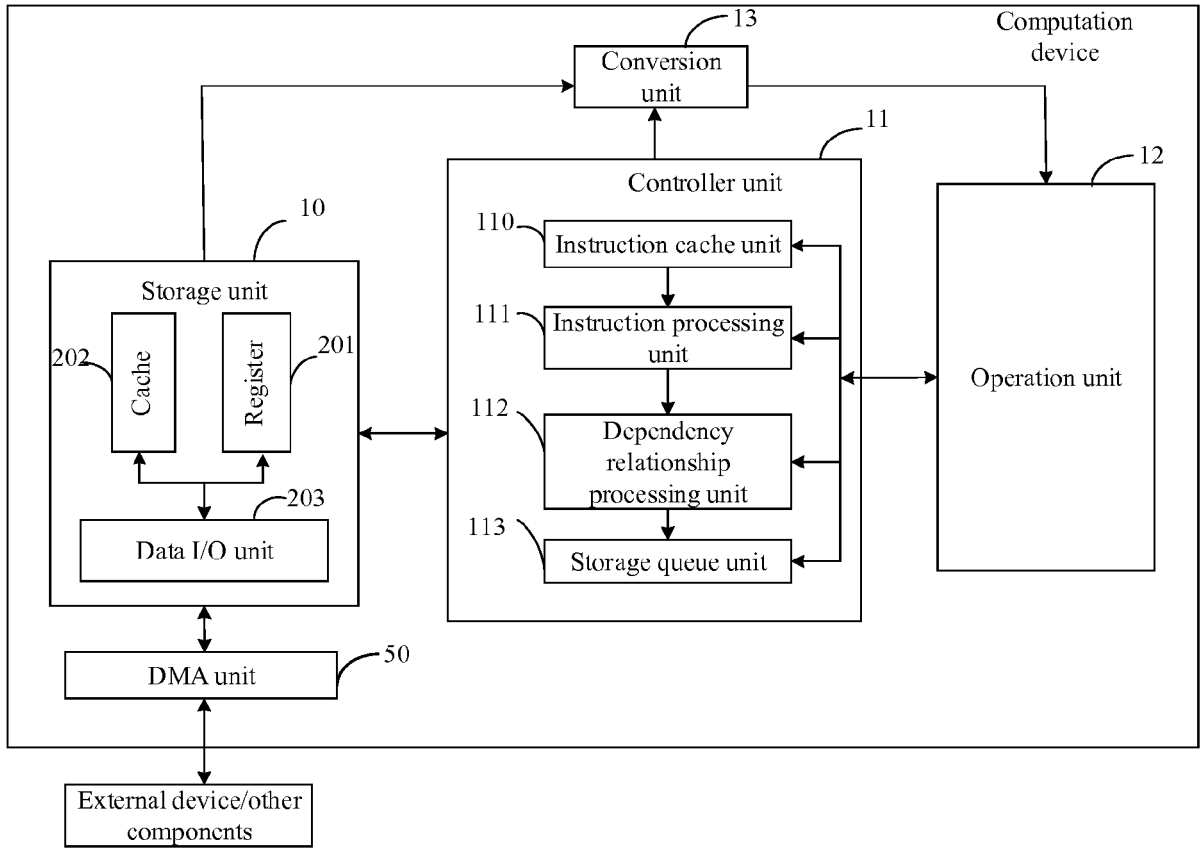 13
Computation
device
Conversion
unit
11
12
Controller unit
10
110
Instruction cache unit
Storage unit
111
Instruction processing
unit
202
Cache
Register
201
Operation unit
112
Dependency
relationship
processing unit
203
113
Data I/O unit
Storage queue unit
50
DMA unit
External device/other
components